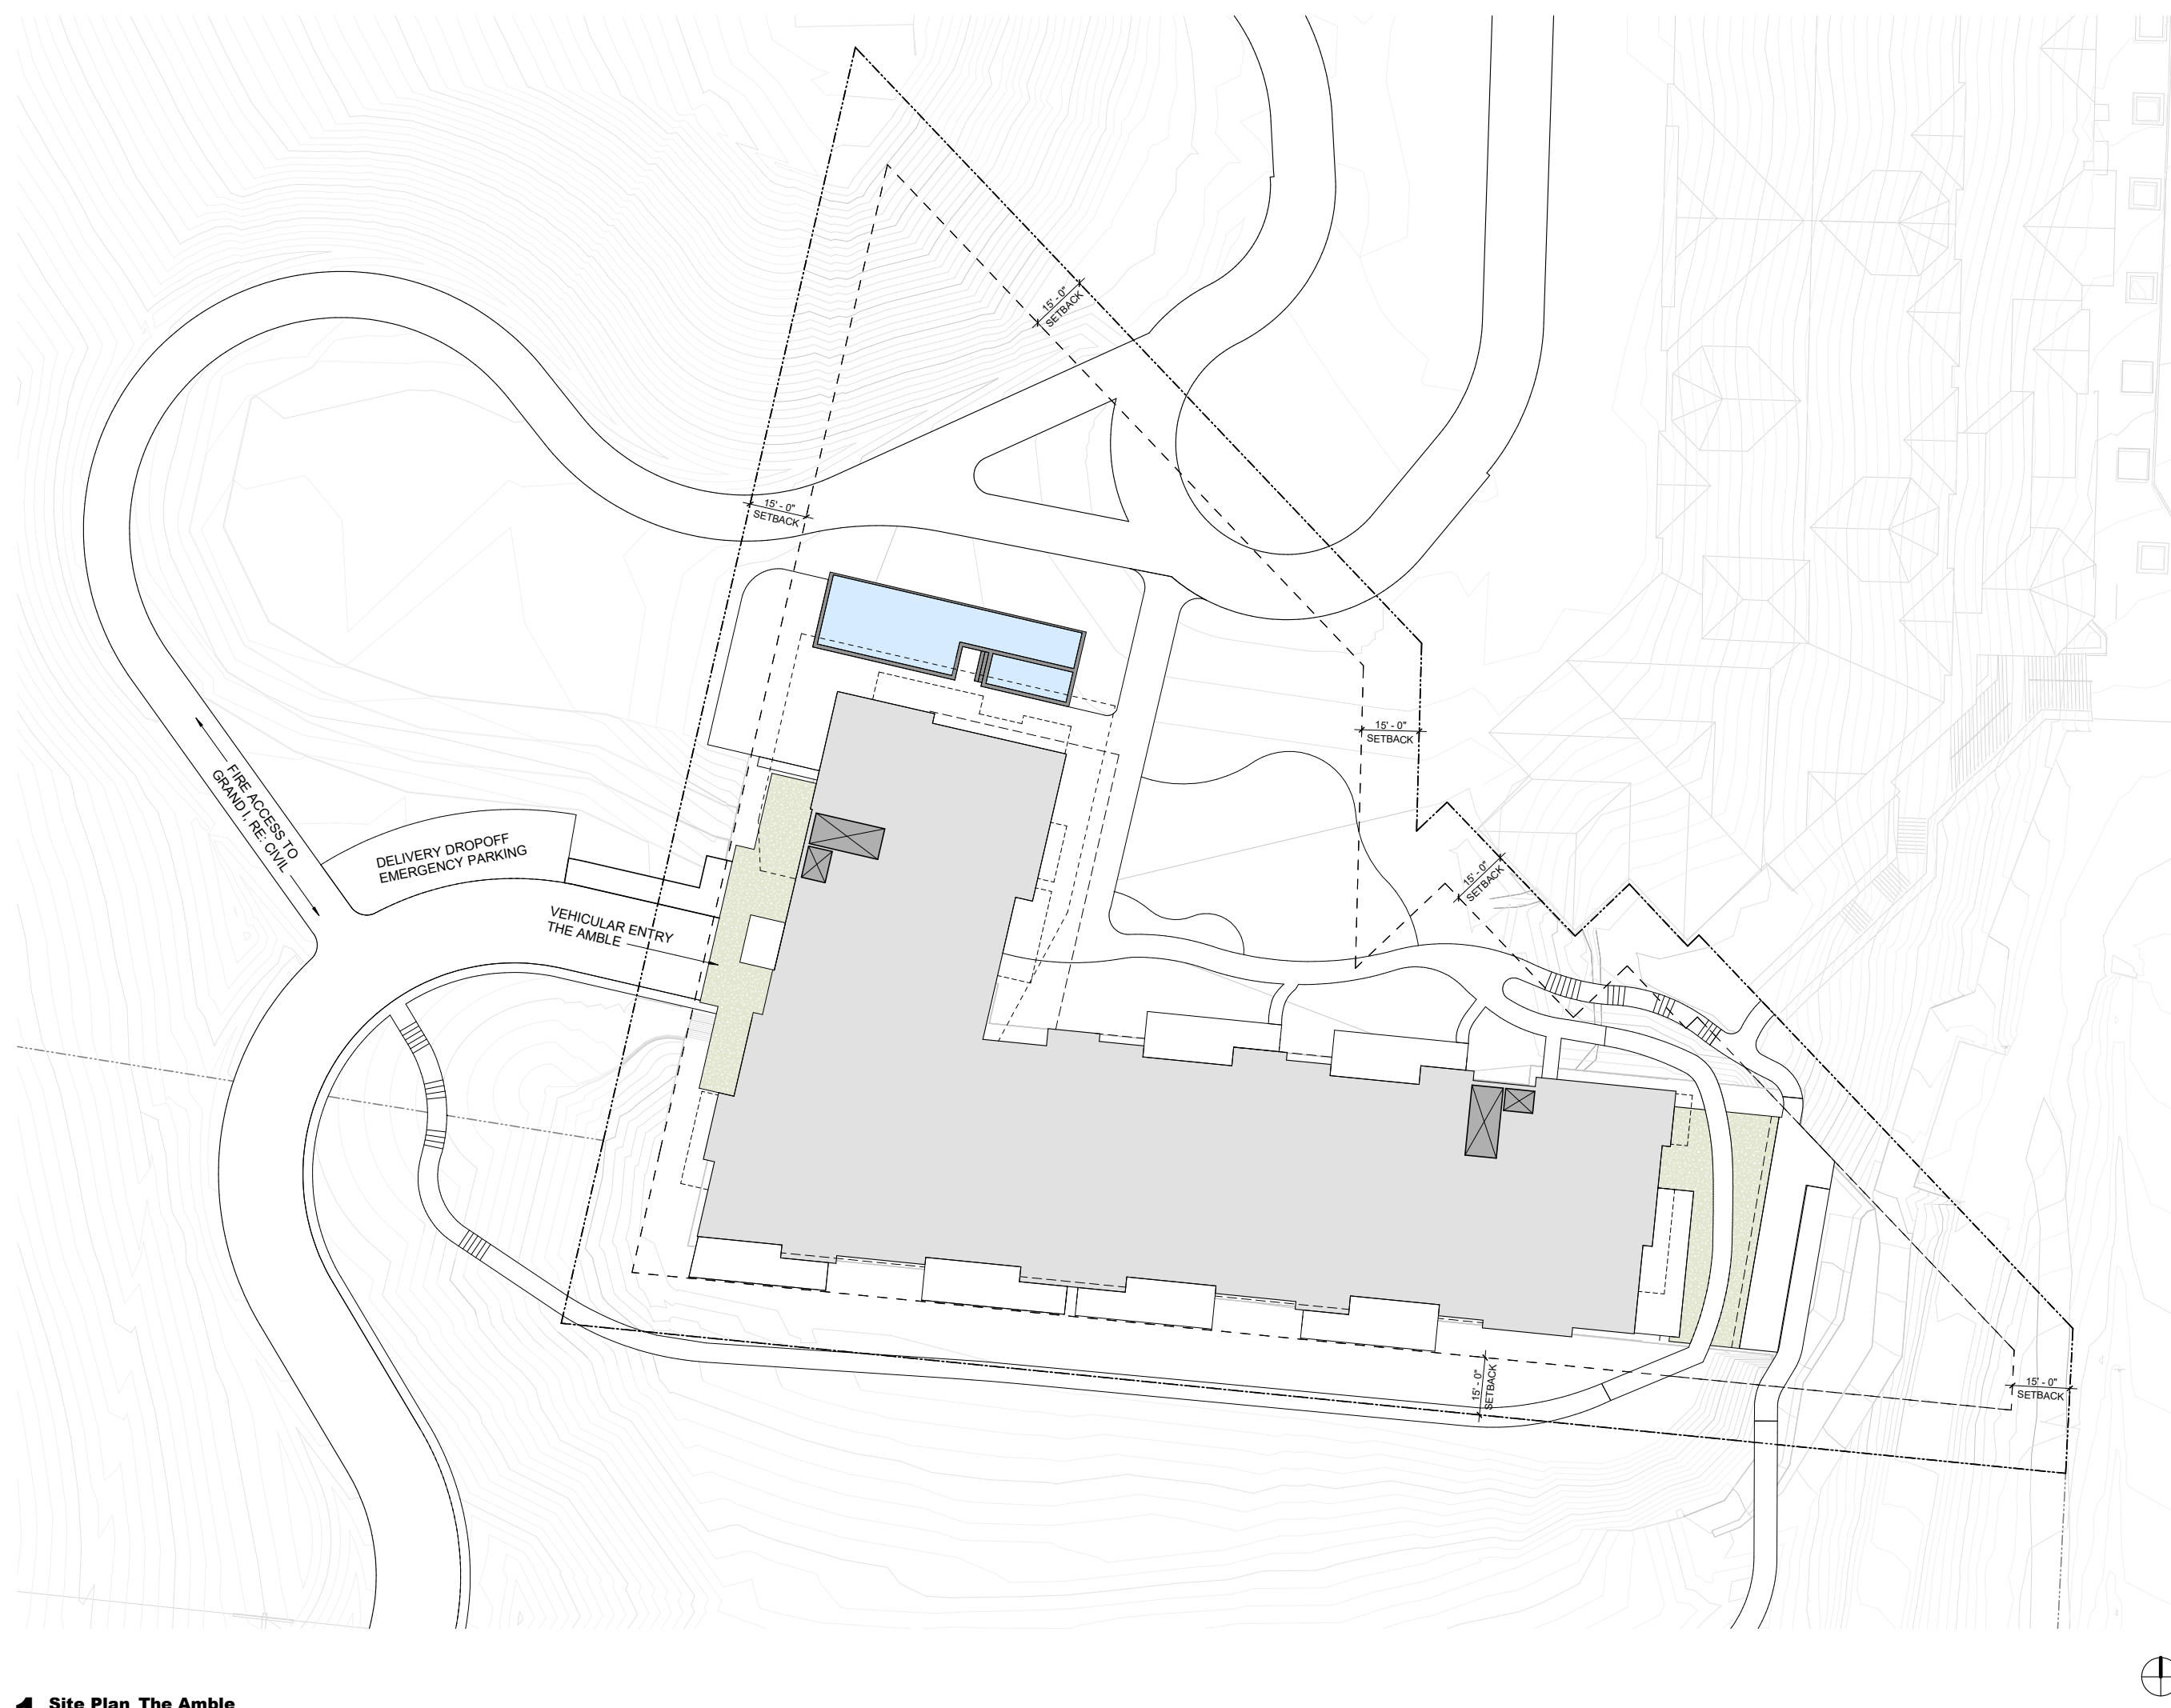 15' - 0"
SETBACK
15' - 0"
SETBACK
15' - 0"
SETBACK
15' - 0"
SETBACK
FIRE ACCESS TO
GRAND I, RE: CIVIL
DELIVERY DROPOFF
EMERGENCY PARKING
VEHICULAR ENTRY
THE AMBLE
15' - 0"
SETBACK
15' - 0"
SETBACK
1 Site Plan The Amble